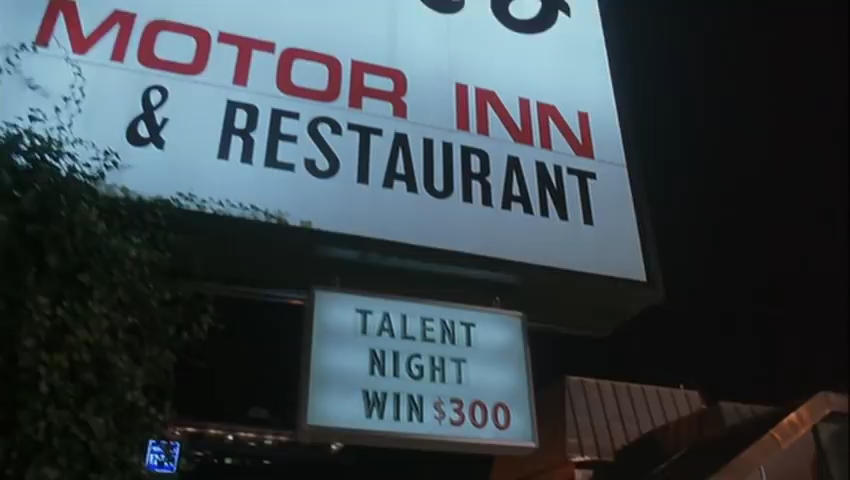 MOTOR INN
& RESTAURANT
TALENT
NIGHT
WIN $300